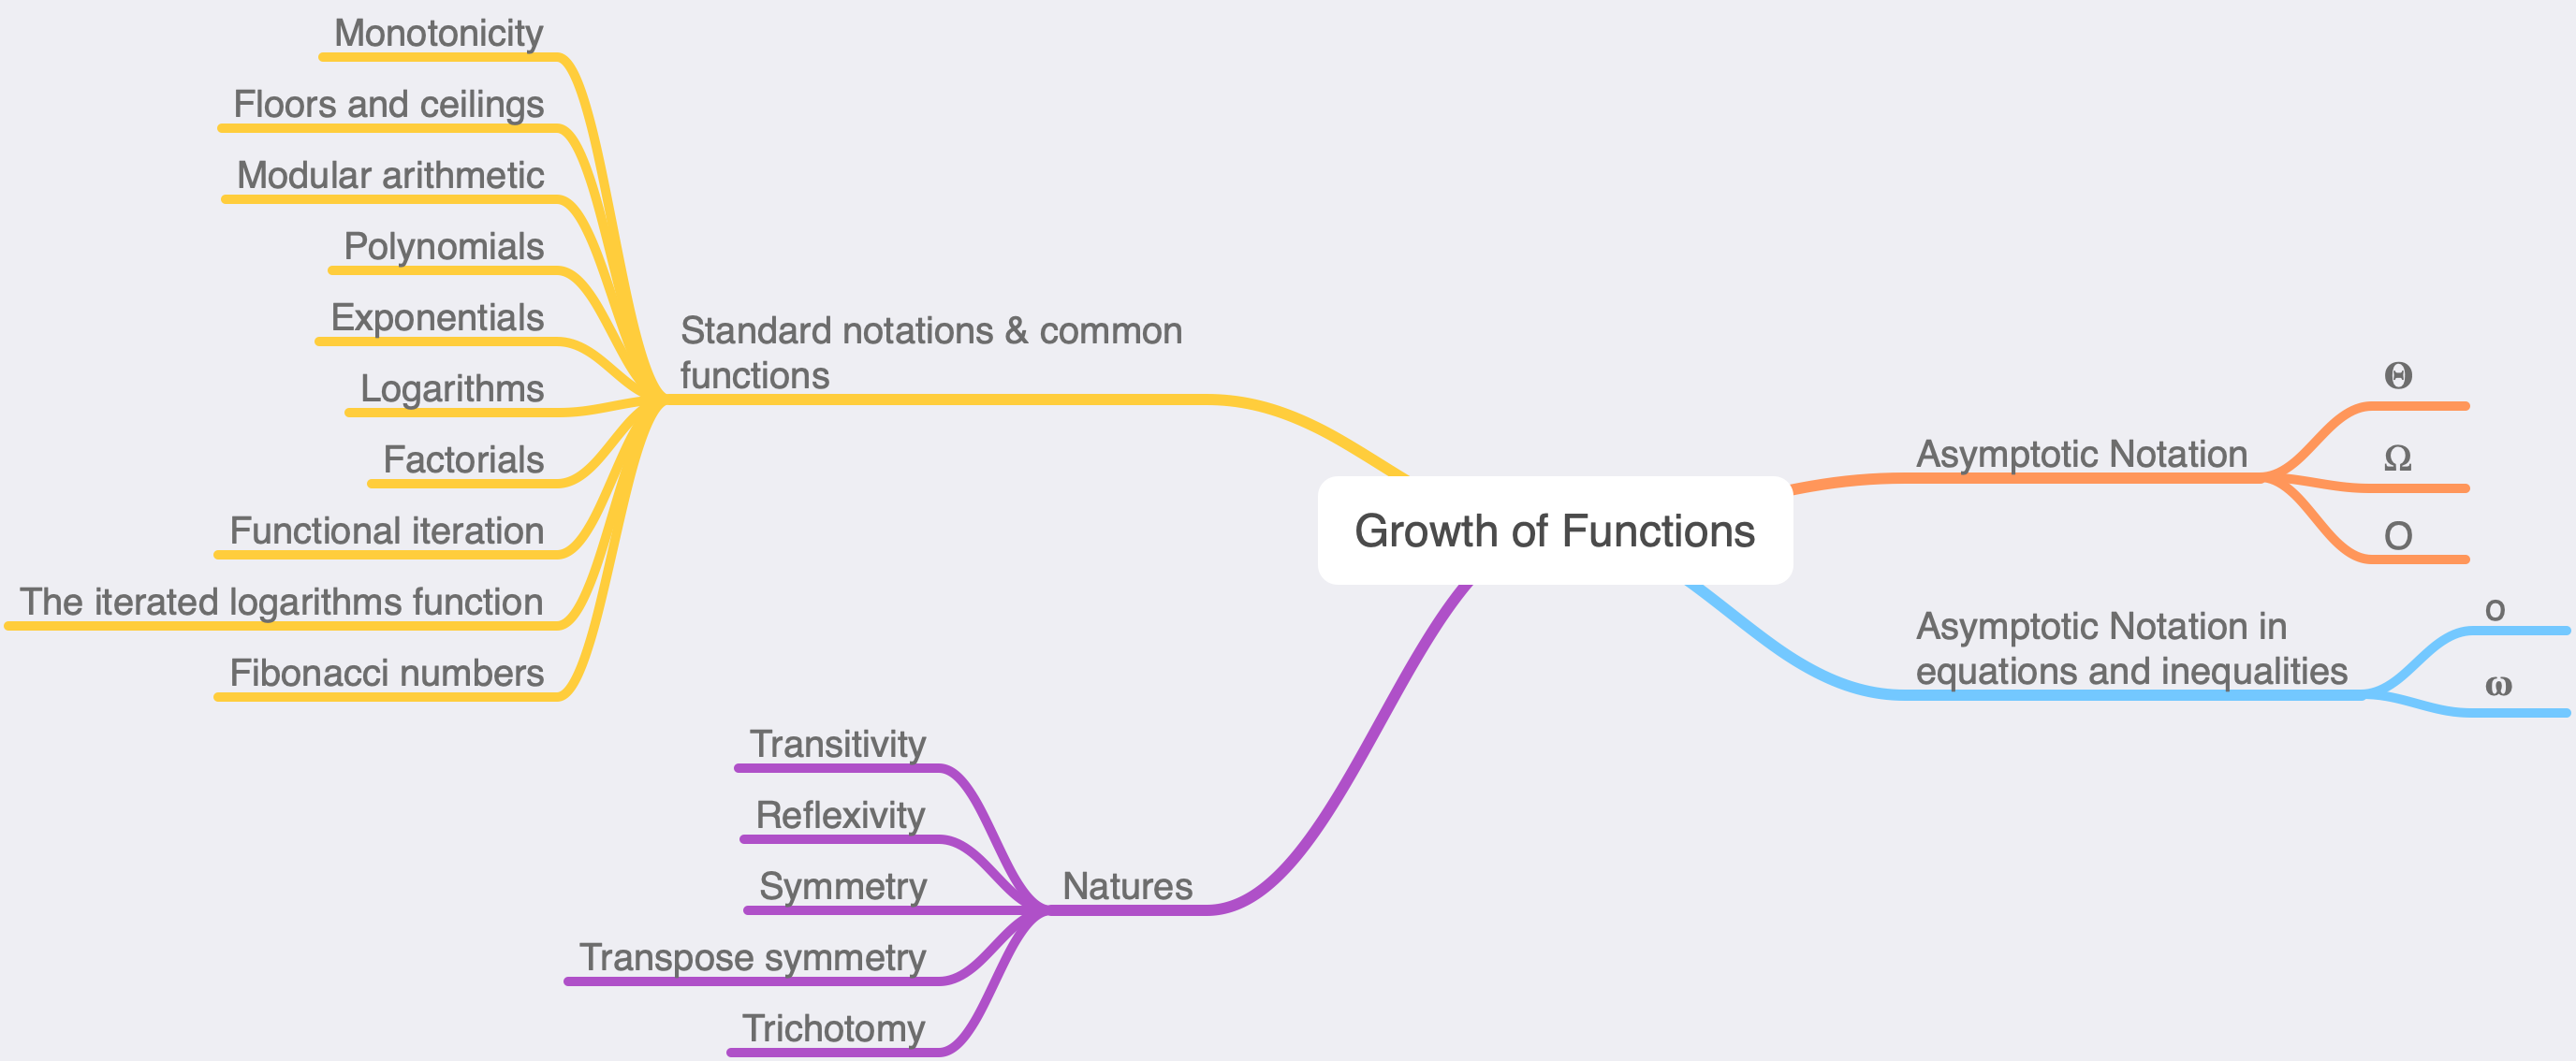 Monotonicity
Floors and ceilings
Modular arithmetic
Polynomials
Exponentials
Logarithms
Factorials
Functional iteration
The iterated logarithms function
Fibonacci numbers
Standard notations & common
functions
Transitivity
Reflexivity
Symmetry
Transpose symmetry
Trichotomy
Natures
Growth of Functions
Asymptotic Notation
Θ
Ω
O
Asymptotic Notation in
equations and inequalities
o
ω